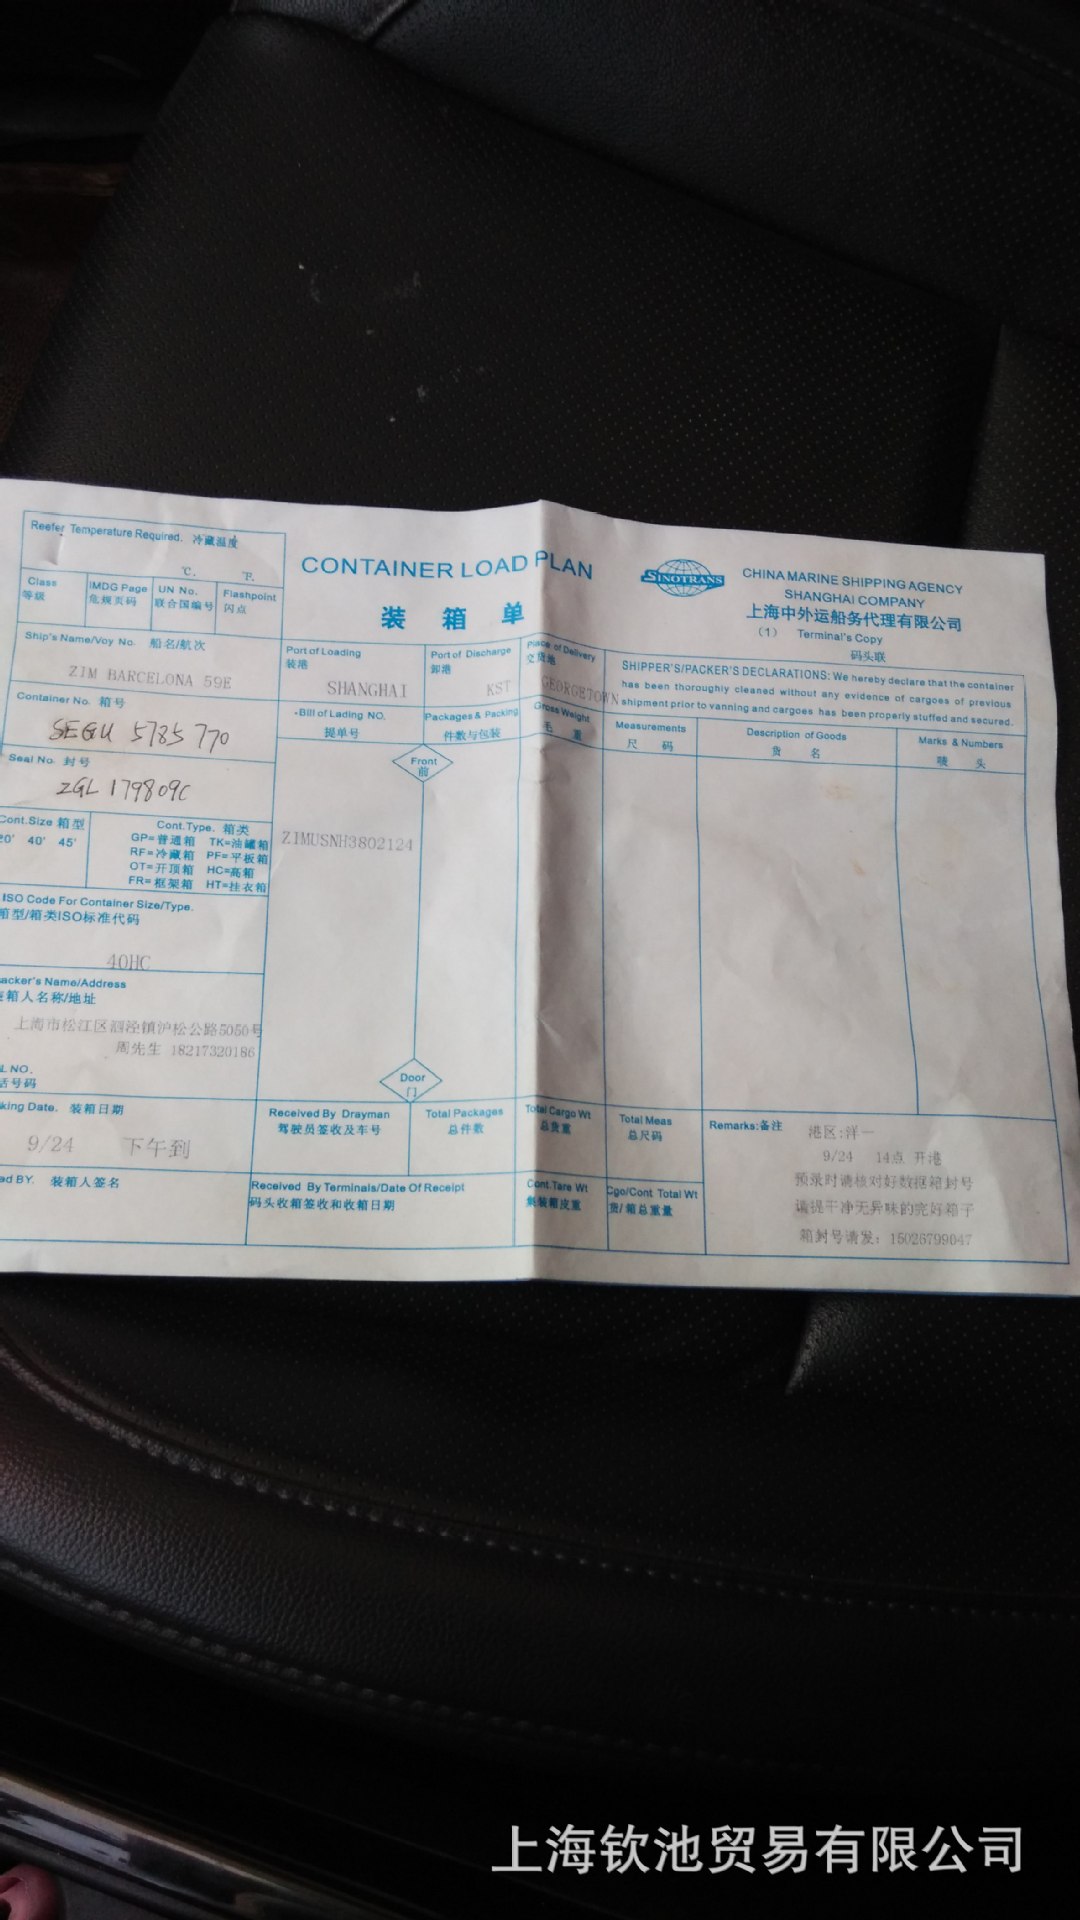 Reefer Temperature Required. 冷藏温度
℃. ℉.
Class 等级
IMDG Page 危规页码
UN No. 联合国编号
Flashpoint 闪点
CONTAINER LOAD PLAN
装 箱 单
SINOTRANS
CHINA MARINE SHIPPING AGENCY
SHANGHAI COMPANY
上海中外运船务代理有限公司
(1) Terminal's Copy
码头联
Ship's Name/Voy No. 船名/航次
ZIM BARCELONA 59E
Port of Loading 装港
SHANGHAI
Port of Discharge 卸港
KST
Place of Delivery 交货地
GEORGETOWN
SHIPPER'S/PACKER'S DECLARATIONS: We hereby declare that the container
has been thoroughly cleaned without any evidence of cargoes of previous
shipment prior to vanning and cargoes has been properly stuffed and secured.
Container No. 箱号
SEGU 5785 770
Bill of Lading NO.
提单号
Packages & Packing
件数与包装
Gross Weight
毛 重
Measurements
尺 码
Description of Goods
货 名
Marks & Numbers
唛 头
Seal No. 封号
ZGL 179809C
Front
前
ZIMUSNH3802124
Cont.Size 箱型
20' 40' 45'
Cont.Type. 箱类
GP=普通箱 TK=油罐箱
RF=冷藏箱 PF=平板箱
OT=开顶箱 HC=高箱
FR=框架箱 HT=挂衣箱
ISO Code For Container Size/Type.
箱型/箱类ISO标准代码
40HC
acker's Name/Address
装箱人名称/地址
上海市松江区泗泾镇沪松公路5050号
周先生 18217320186
L NO.
话号码
Door
门
king Date. 装箱日期
9/24 下午到
Received By Drayman
驾驶员签收及车号
Total Packages
总件数
Total Cargo Wt
总货重
Total Meas
总尺码
Remarks:备注
港区:洋一
9/24 14点 开港
预录时请核对好数据箱封号
请提干净无异味的完好箱子
箱封号请发：15026799047
ed BY. 装箱人签名
Received By Terminals/Date Of Receipt
码头收箱签收和收箱日期
Cont.Tare Wt
集装箱皮重
Cgo/Cont Total Wt
货/箱总重量
上海钦池贸易有限公司